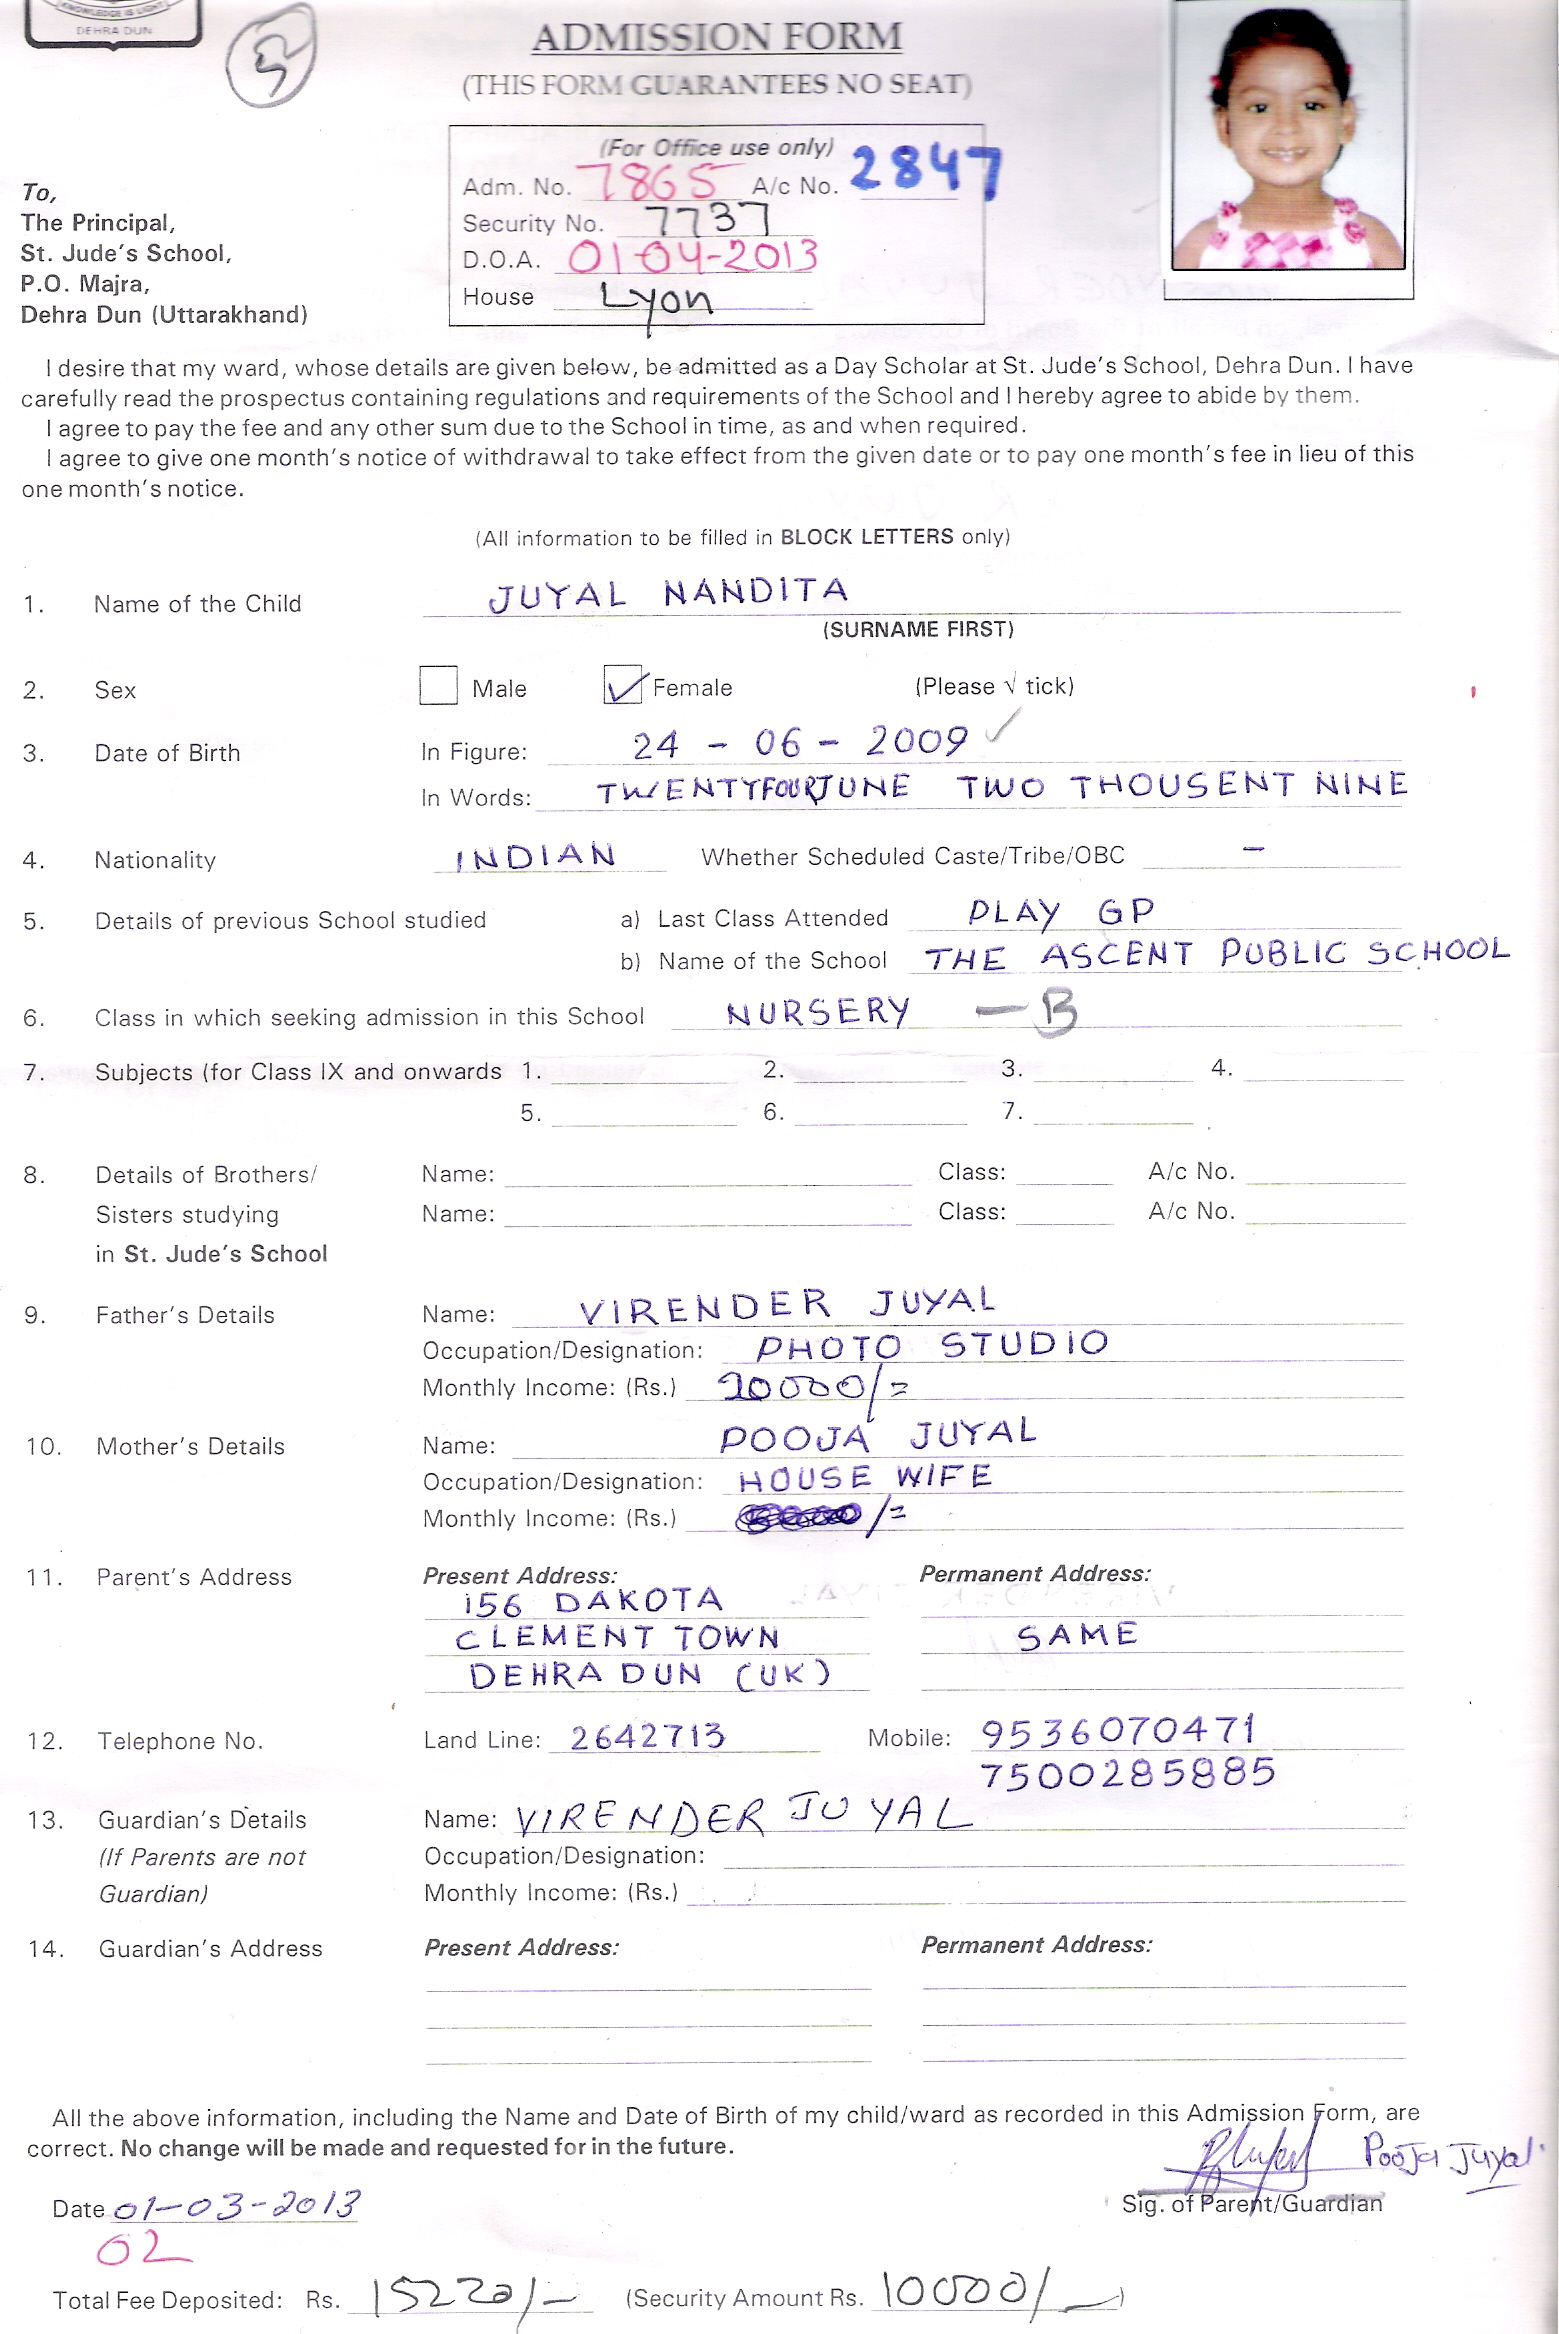 KNOWLEDGE IS LIGHT
DEHRA DUN
ADMISSION FORM
(THIS FORM GUARANTEES NO SEAT)
(For Office use only)
Adm. No. 7865 A/c No. 2847
Security No. 7737
D.O.A. 01-04-2013
House Lyon
To,
The Principal,
St. Jude's School,
P.O. Majra,
Dehra Dun (Uttarakhand)
I desire that my ward, whose details are given below, be admitted as a Day Scholar at St. Jude's School, Dehra Dun. I have
carefully read the prospectus containing regulations and requirements of the School and I hereby agree to abide by them.
I agree to pay the fee and any other sum due to the School in time, as and when required.
I agree to give one month's notice of withdrawal to take effect from the given date or to pay one month's fee in lieu of this
one month's notice.
(All information to be filled in BLOCK LETTERS only)
1. Name of the Child JUYAL NANDITA
(SURNAME FIRST)
2. Sex Male ✓ Female (Please √ tick)
3. Date of Birth In Figure: 24 - 06 - 2009 ✓
In Words: TWENTYFOURJUNE TWO THOUSENT NINE
4. Nationality INDIAN Whether Scheduled Caste/Tribe/OBC -
5. Details of previous School studied a) Last Class Attended PLAY GP
b) Name of the School THE ASCENT PUBLIC SCHOOL
6. Class in which seeking admission in this School NURSERY - B
7. Subjects (for Class IX and onwards 1. 2. 3. 4.
5. 6. 7.
8. Details of Brothers/ Name: Class: A/c No.
Sisters studying Name: Class: A/c No.
in St. Jude's School
9. Father's Details Name: VIRENDER JUYAL
Occupation/Designation: PHOTO STUDIO
Monthly Income: (Rs.) 20000/=
10. Mother's Details Name: POOJA JUYAL
Occupation/Designation: HOUSE WIFE
Monthly Income: (Rs.) /=
11. Parent's Address Present Address: Permanent Address:
156 DAKOTA
CLEMENT TOWN SAME
DEHRA DUN (UK)
12. Telephone No. Land Line: 2642713 Mobile: 9536070471
7500285885
13. Guardian's Details Name: VIRENDER JUYAL
(If Parents are not Occupation/Designation:
Guardian) Monthly Income: (Rs.)
14. Guardian's Address Present Address: Permanent Address:
All the above information, including the Name and Date of Birth of my child/ward as recorded in this Admission Form, are
correct. No change will be made and requested for in the future.
Pooja Juyal
Date 01-03-2013 Sig. of Parent/Guardian
02
Total Fee Deposited: Rs. 15220/- (Security Amount Rs. 10000/-)